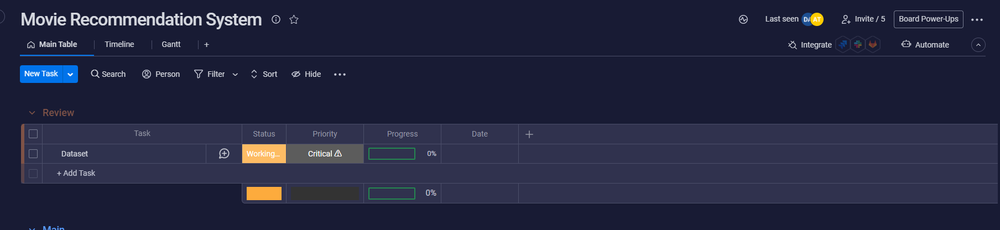 Movie Recommendation System
Last seen DA AT Invite / 5 Board Power-Ups
Main Table Timeline Gantt +
Integrate Automate
New Task Search Person Filter Sort Hide
Review
Task Status Priority Progress Date +
Dataset Working... Critical 0%
+ Add Task
0%
Main